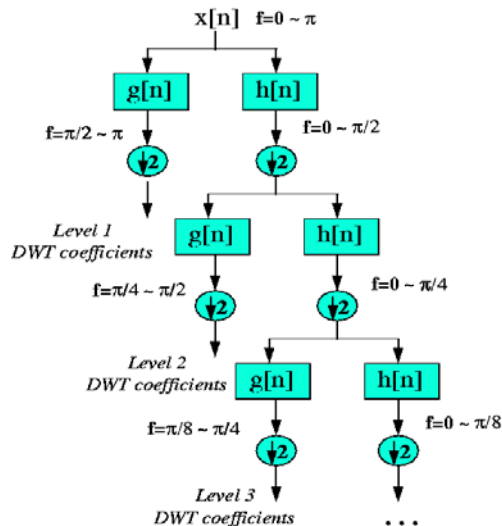 x[n] f=0 ~ π
g[n] h[n]
f=π/2 ~ π f=0 ~ π/2
↓2 ↓2
Level 1
DWT coefficients
g[n] h[n]
f=π/4 ~ π/2 f=0 ~ π/4
↓2 ↓2
Level 2
DWT coefficients
g[n] h[n]
f=π/8 ~ π/4 f=0 ~ π/8
↓2 ↓2
Level 3
DWT coefficients
...